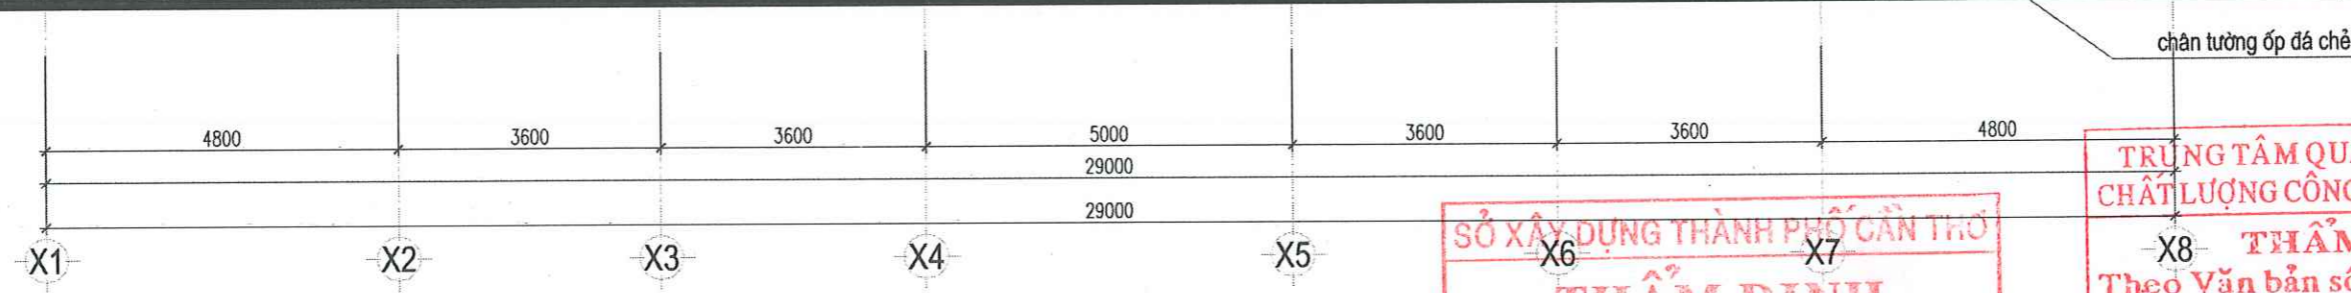 chân tường ốp đá chẻ
4800 3600 3600 5000 3600 3600 4800
29000
29000
TRUNG TÂM QU
CHẤT LƯỢNG CÔNG
SỞ XÂY DỰNG THÀNH PHỐ CẦN THƠ
X1 X2 X3 X4 X5 X6 X7 X8
THẨM
THẨM ĐỊNH
Theo Văn bản số